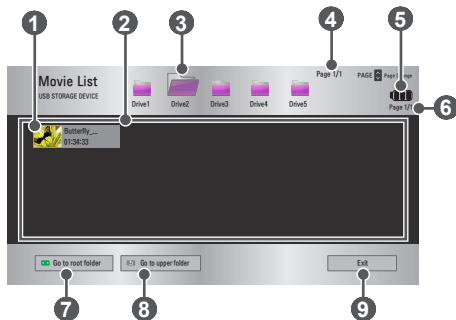 1
2
3
4
5
Movie List
USB STORAGE DEVICE
Drive1
Drive2
Drive3
Drive4
Drive5
Page 1/1
PAGE
Page 1/1
6
Butterfly_...
01:34:33
Go to root folder
Go to upper folder
Exit
7
8
9